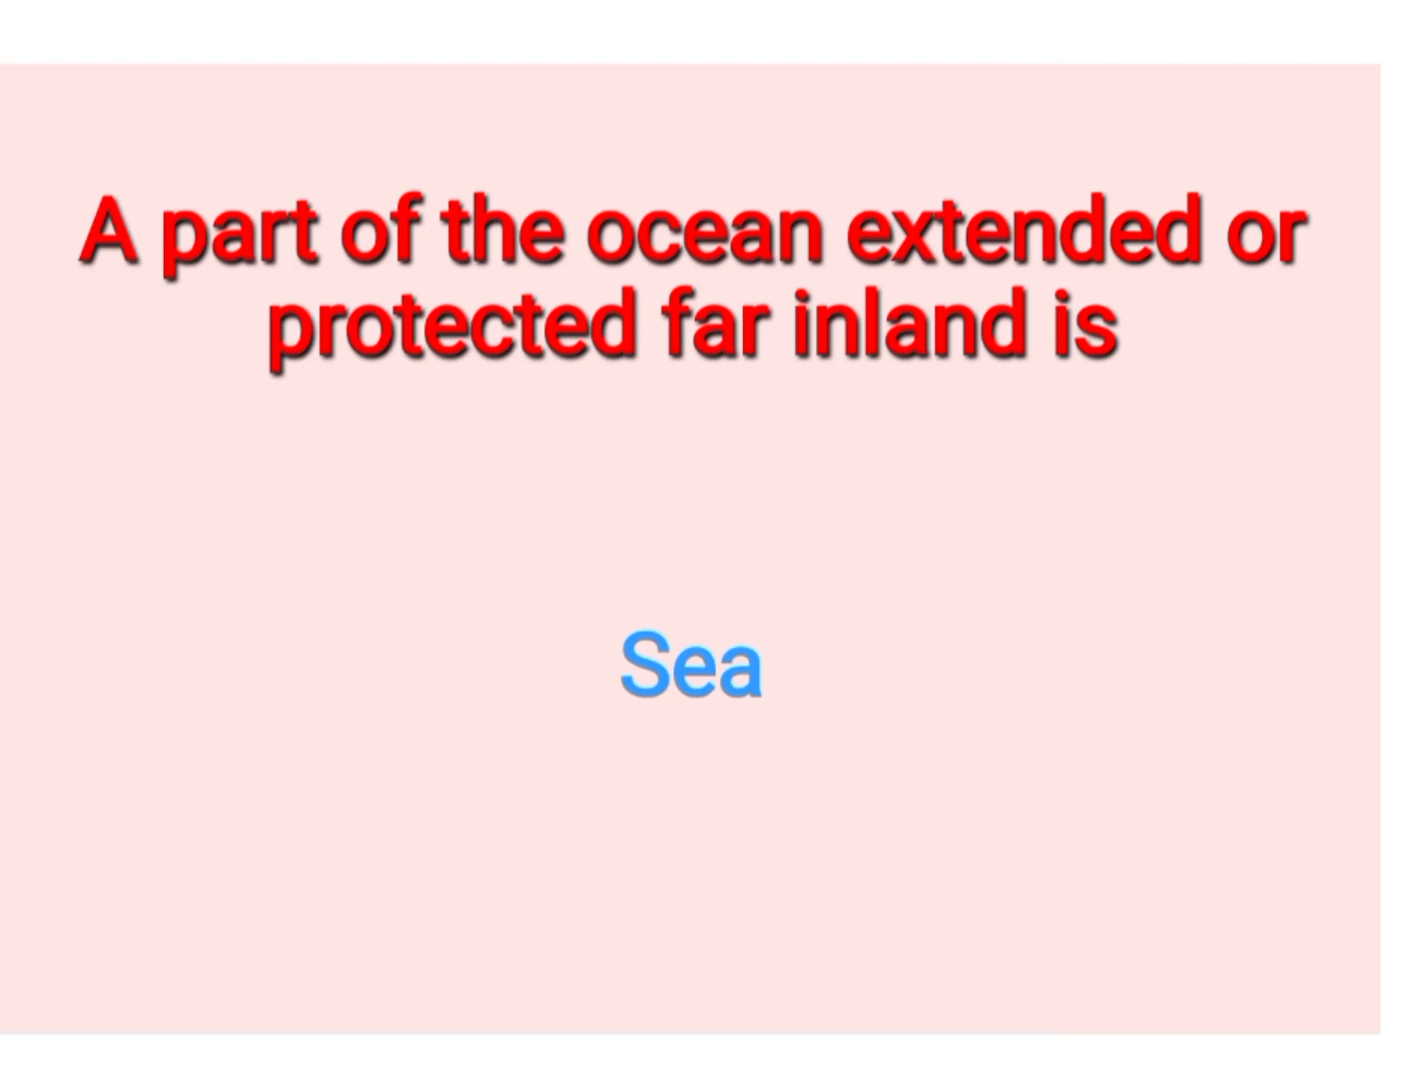 A part of the ocean extended or
protected far inland is
Sea